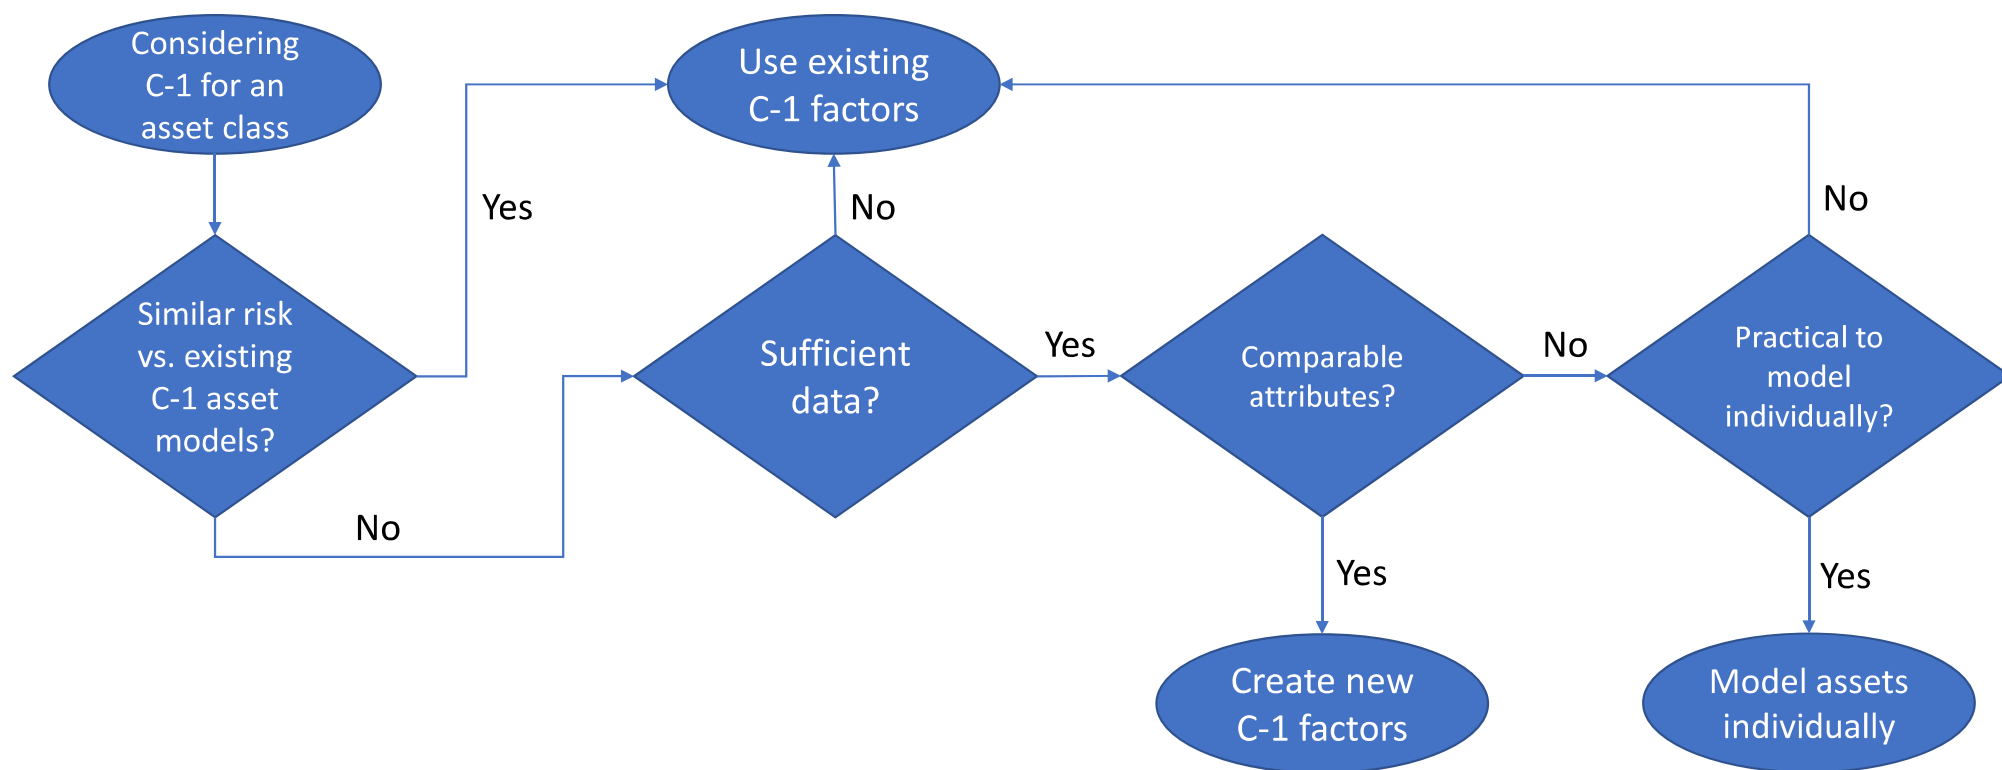 Considering
C-1 for an
asset class
Use existing
C-1 factors
Yes
No
No
Similar risk
vs. existing
C-1 asset
models?
Sufficient
data?
Yes
Comparable
attributes?
No
Practical to
model
individually?
No
Yes
Yes
Create new
C-1 factors
Model assets
individually